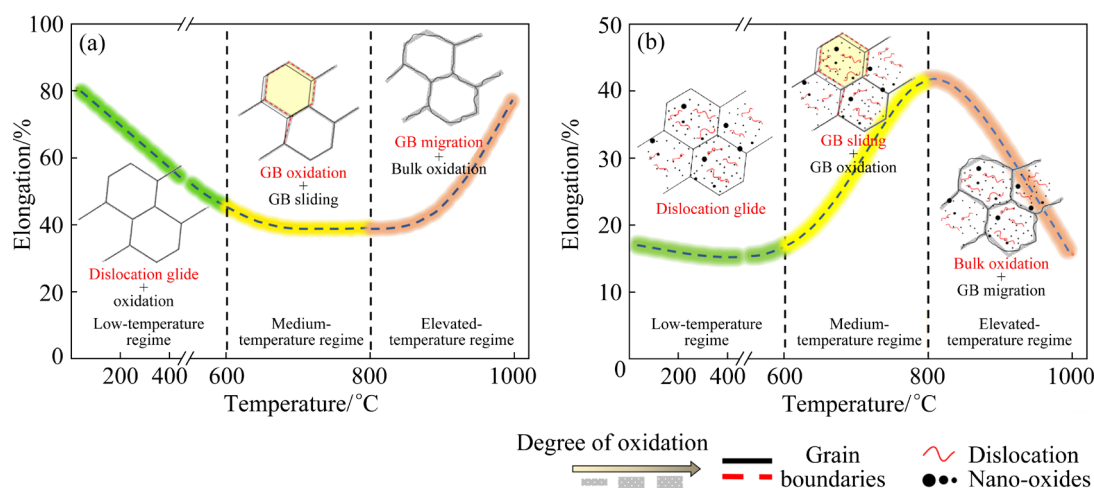 (a)
Elongation/%
100
80
60
40
20
0
GB oxidation
+
GB sliding
GB migration
+
Bulk oxidation
Dislocation glide
+
oxidation
Low-temperature
regime
Medium-
temperature regime
Elevated-
temperature regime
200
400
600
800
1000
Temperature/°C
(b)
Elongation/%
50
40
30
20
10
0
Dislocation glide
GB slidng
+
GB oxidation
Bulk oxidation
+
GB migration
Low-temperature
regime
Medium-
temperature regime
Elevated-
temperature regime
0
200
400
600
800
1000
Temperature/°C
Degree of oxidation
Grain
boundaries
Dislocation
Nano-oxides